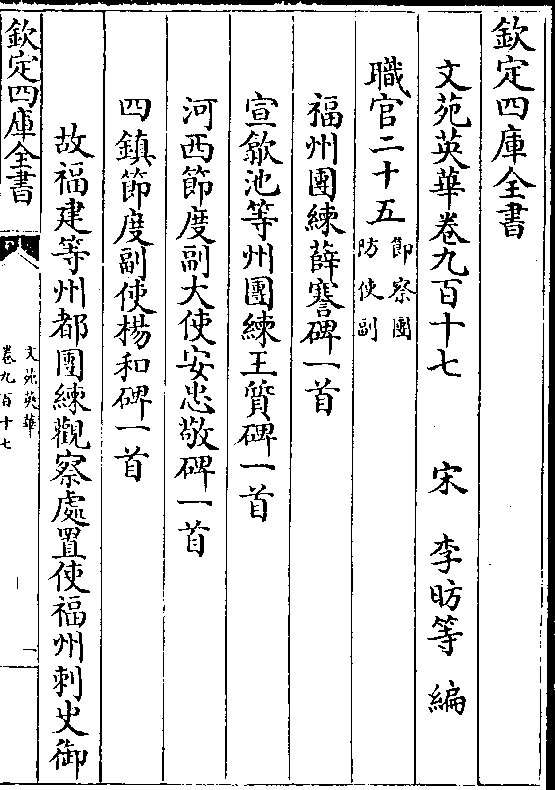 欽定四庫全書
文苑英華卷九百十七 宋 李昉等 編
職官二十五 節察團防使副
福州團練薛謇碑一首
宣歙池等州團練王質碑一首
河西節度副大使安忠敬碑一首
四鎮節度副使楊和碑一首
故福建等州都團練觀察處置使福州刺史御
欽定四庫全書
文苑英華
卷九百十七
一